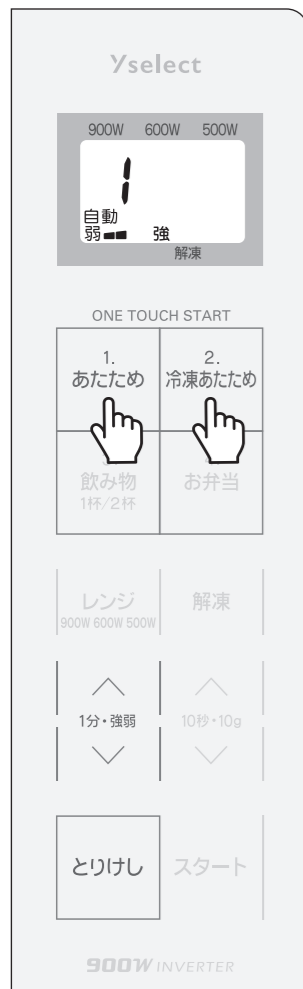 Yselect
900W 600W 500W
1
自動
弱 強
解凍
ONE TOUCH START
1.
あたため
2.
冷凍あたため
飲み物
1杯/2杯
お弁当
レンジ
900W 600W 500W
解凍
1分・強弱
10秒・10g
とりけし
スタート
900W INVERTER